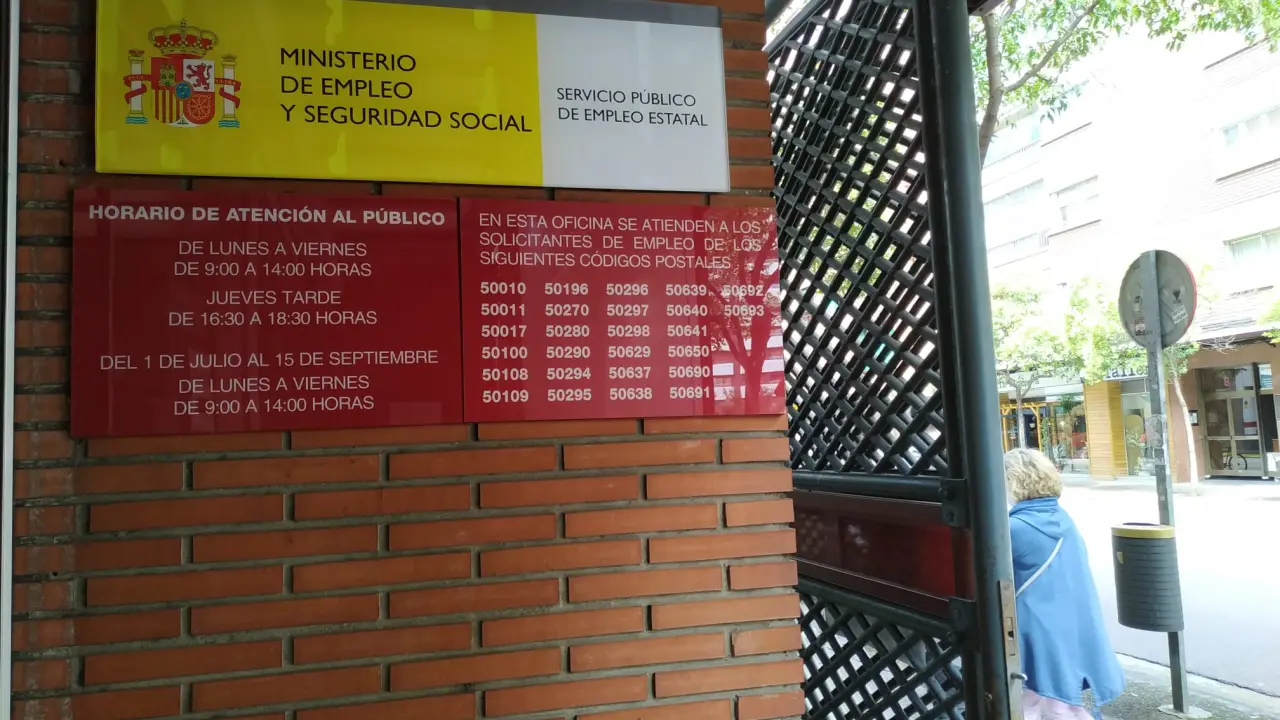 MINISTERIO
DE EMPLEO
Y SEGURIDAD SOCIAL
SERVICIO PÚBLICO
DE EMPLEO ESTATAL
HORARIO DE ATENCIÓN AL PÚBLICO
DE LUNES A VIERNES
DE 9:00 A 14:00 HORAS
JUEVES TARDE
DE 16:30 A 18:30 HORAS
DEL 1 DE JULIO AL 15 DE SEPTIEMBRE
DE LUNES A VIERNES
DE 9:00 A 14:00 HORAS
EN ESTA OFICINA SE ATIENDEN A LOS
SOLICITANTES DE EMPLEO DE LOS
SIGUIENTES CÓDIGOS POSTALES
50010 50196 50296 50639 50692
50011 50270 50297 50640 50693
50017 50280 50298 50641
50100 50290 50629 50650
50108 50294 50637 50690
50109 50295 50638 50691